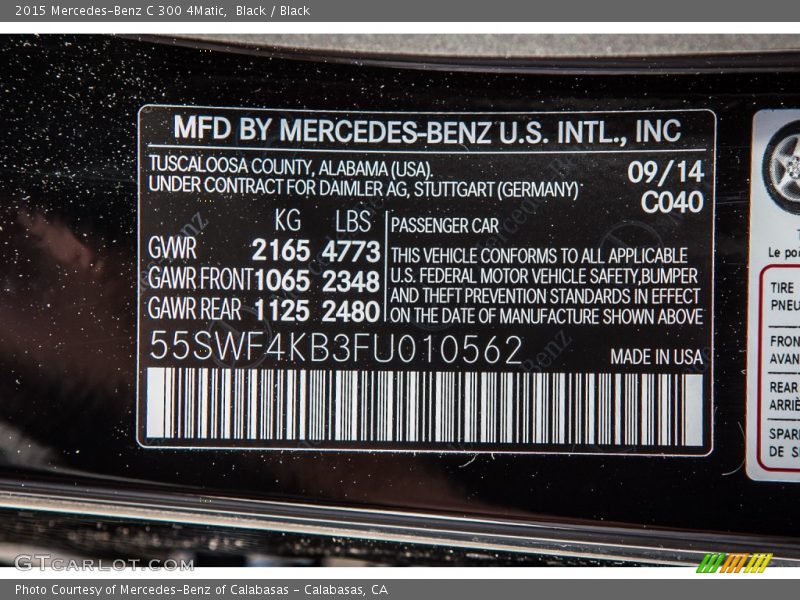 2015 Mercedes-Benz C 300 4Matic, Black / Black
MFD BY MERCEDES-BENZ U.S. INTL., INC
TUSCALOOSA COUNTY, ALABAMA (USA).
UNDER CONTRACT FOR DAIMLER AG, STUTTGART (GERMANY)
09/14
C040
KG LBS
GWR 2165 4773
GAWR FRONT 1065 2348
GAWR REAR 1125 2480
PASSENGER CAR
THIS VEHICLE CONFORMS TO ALL APPLICABLE
U.S. FEDERAL MOTOR VEHICLE SAFETY, BUMPER
AND THEFT PREVENTION STANDARDS IN EFFECT
ON THE DATE OF MANUFACTURE SHOWN ABOVE
55SWF4KB3FU010562
MADE IN USA
Le
TIRE
FRON
AVAN
REAR
ARRIÈ
SPAR
DE
GTCARLOT.COM
Photo Courtesy of Mercedes-Benz of Calabasas - Calabasas, CA